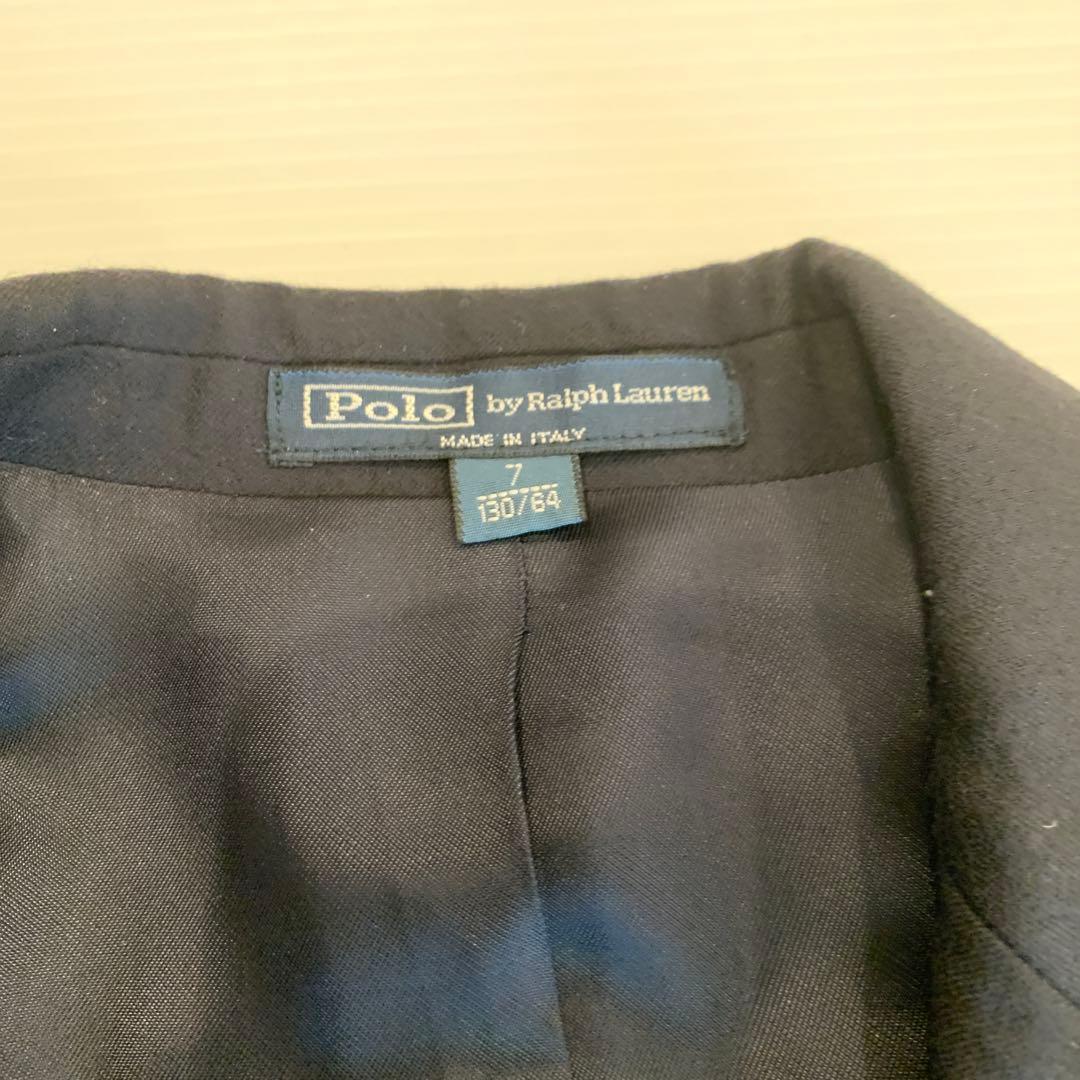 Polo by Ralph Lauren
MADE IN ITALY
7
130/64